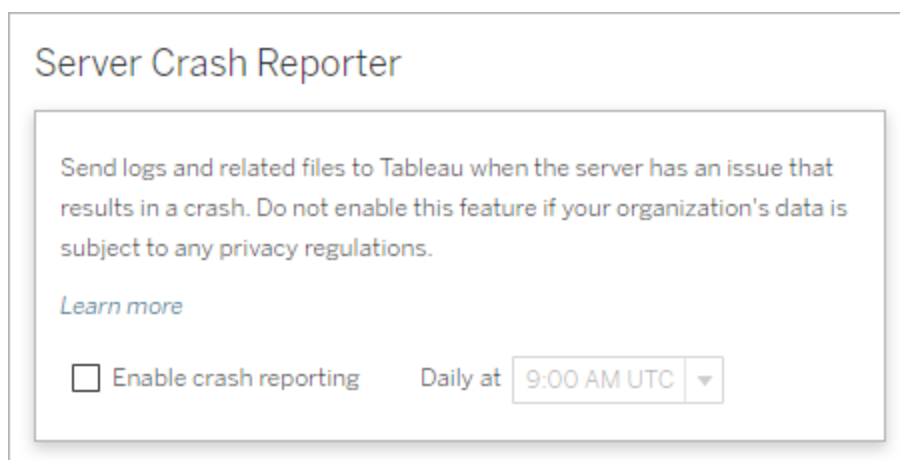 Server Crash Reporter
Send logs and related files to Tableau when the server has an issue that
results in a crash. Do not enable this feature if your organization's data is
subject to any privacy regulations.
Learn more
Enable crash reporting Daily at 9:00 AM UTC